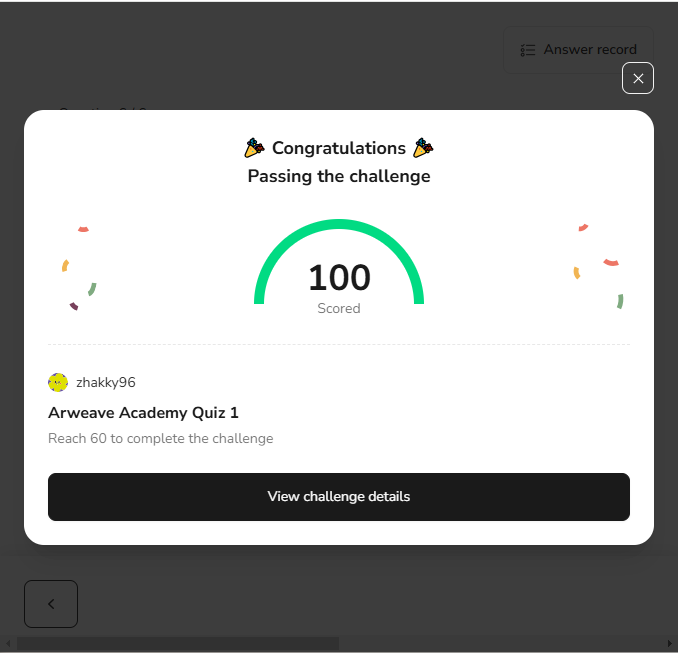 Answer record
Congratulations
Passing the challenge
100
Scored
zhakky96
Arweave Academy Quiz 1
Reach 60 to complete the challenge
View challenge details